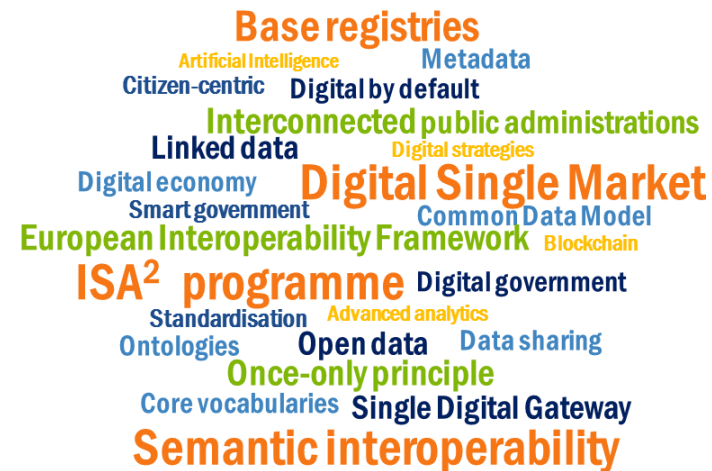 Base registries
Artificial Intelligence Metadata
Citizen-centric Digital by default
Interconnected public administrations
Linked data Digital strategies
Digital economy Digital Single Market
Smart government Common Data Model
European Interoperability Framework Blockchain
ISA² programme Digital government
Standardisation Advanced analytics
Ontologies Open data Data sharing
Once-only principle
Core vocabularies Single Digital Gateway
Semantic interoperability